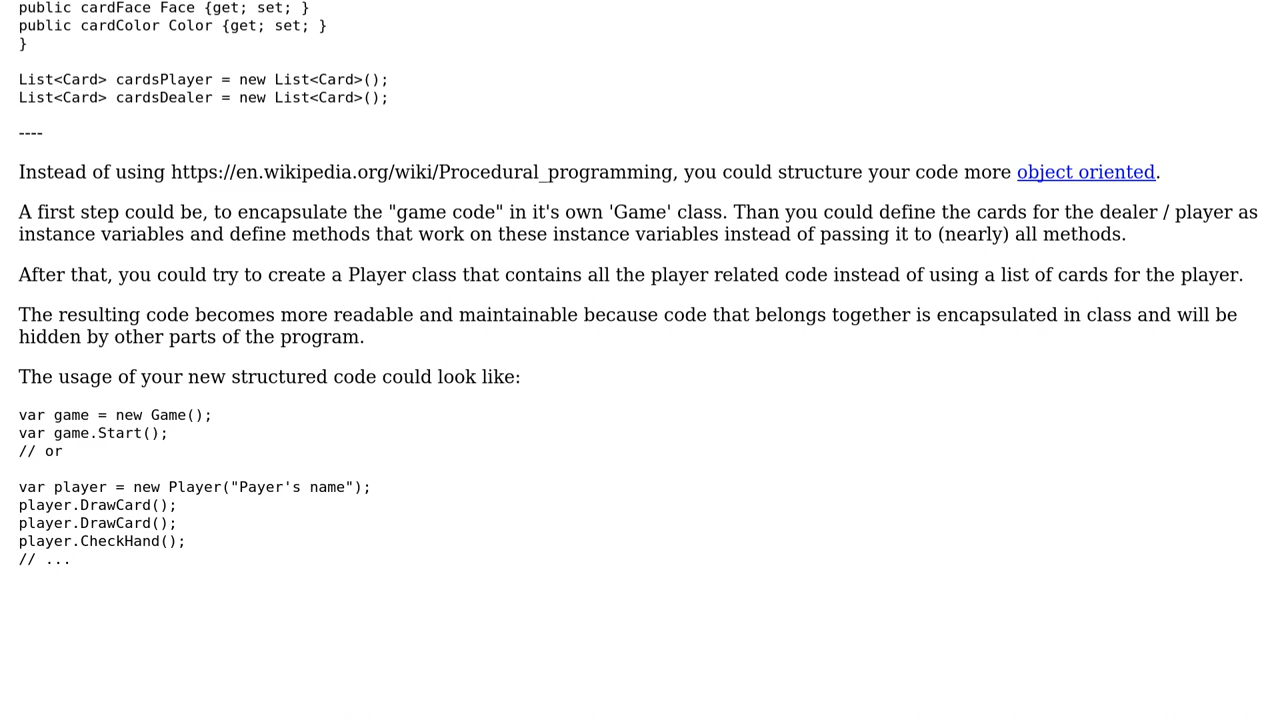 public cardFace Face {get; set; }
public cardColor Color {get; set; }
}
List<Card> cardsPlayer = new List<Card>();
List<Card> cardsDealer = new List<Card>();
----
Instead of using https://en.wikipedia.org/wiki/Procedural_programming, you could structure your code more object oriented.
A first step could be, to encapsulate the "game code" in it's own 'Game' class. Than you could define the cards for the dealer / player as
instance variables and define methods that work on these instance variables instead of passing it to (nearly) all methods.
After that, you could try to create a Player class that contains all the player related code instead of using a list of cards for the player.
The resulting code becomes more readable and maintainable because code that belongs together is encapsulated in class and will be
hidden by other parts of the program.
The usage of your new structured code could look like:
var game = new Game();
var game.Start();
// or
var player = new Player("Payer's name");
player.DrawCard();
player.DrawCard();
player.CheckHand();
// ...